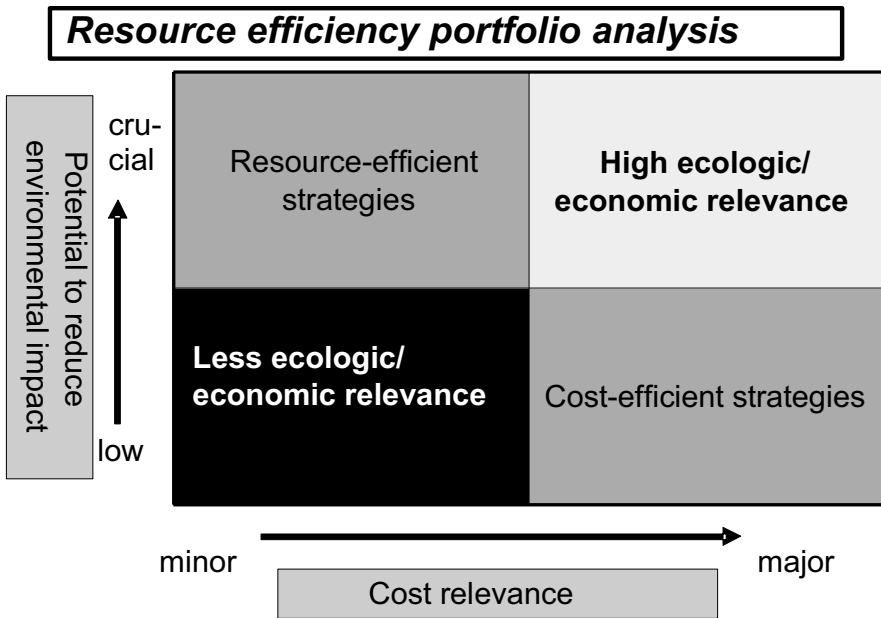 Resource efficiency portfolio analysis
Potential to reduce
environmental impact
cru-
cial
low
Resource-efficient
strategies
High ecologic/
economic relevance
Less ecologic/
economic relevance
Cost-efficient strategies
minor
major
Cost relevance